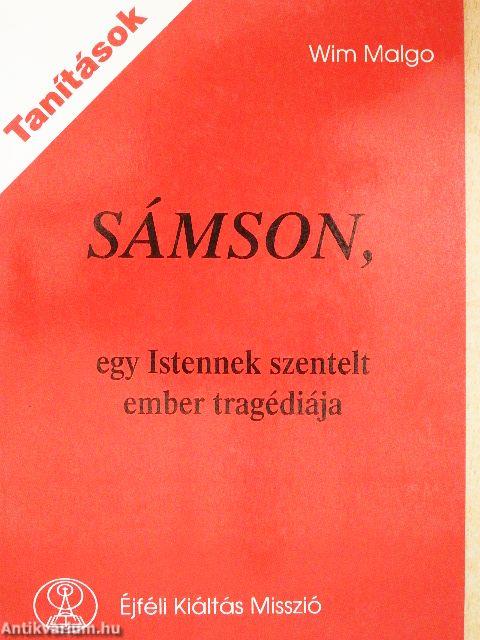 Tanítások
Wim Malgo
SÁMSON,
egy Istennek szentelt
ember tragédiája
Éjféli Kiáltás Misszió
Antikvarium.hu